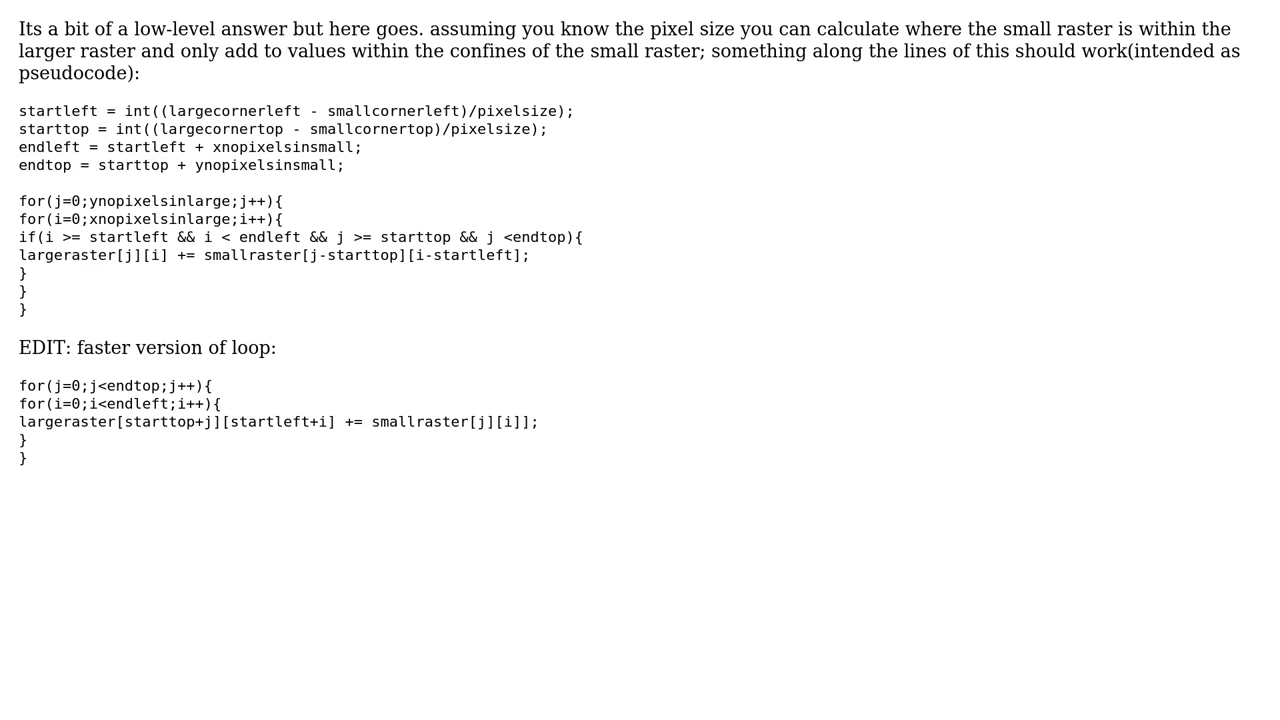 Its a bit of a low-level answer but here goes. assuming you know the pixel size you can calculate where the small raster is within the
larger raster and only add to values within the confines of the small raster; something along the lines of this should work(intended as
pseudocode):
startleft = int((largecornerleft - smallcornerleft)/pixelsize);
starttop = int((largecornertop - smallcornertop)/pixelsize);
endleft = startleft + xnopixelsinsmall;
endtop = starttop + ynopixelsinsmall;
for(j=0;ynopixelsinlarge;j++){
for(i=0;xnopixelsinlarge;i++){
if(i >= startleft && i < endleft && j >= starttop && j <endtop){
largeraster[j][i] += smallraster[j-starttop][i-startleft];
}
}
}
EDIT: faster version of loop:
for(j=0;j<endtop;j++){
for(i=0;i<endleft;i++){
largeraster[starttop+j][startleft+i] += smallraster[j][i]];
}
}